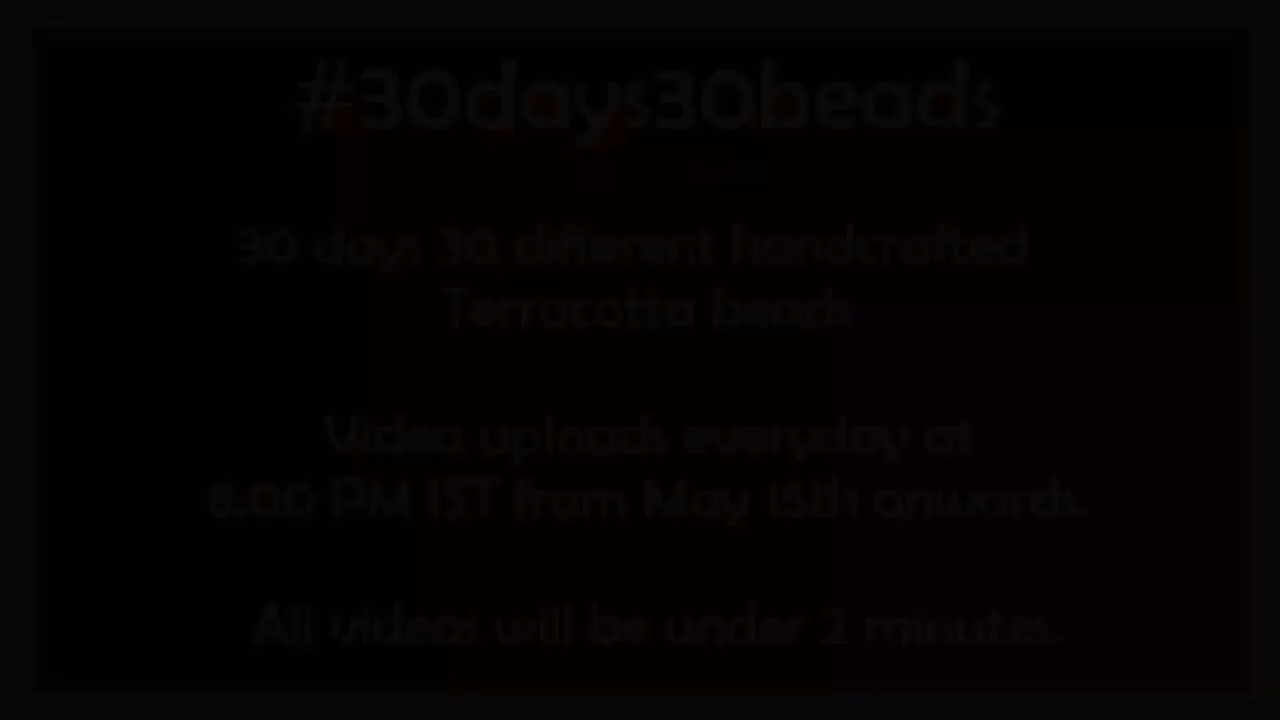 #30days30beads
30 days 30 different handcrafted
Terracotta beads
Video uploads everyday at
8:00 PM IST from May 15th onwards.
All videos will be under 2 minutes.